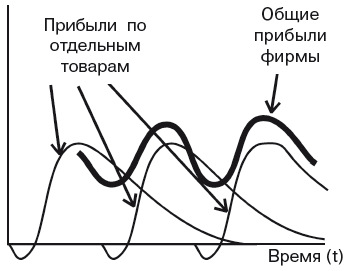 Прибыли по
отдельным
товарам
Общие
прибыли
фирмы
Время (t)